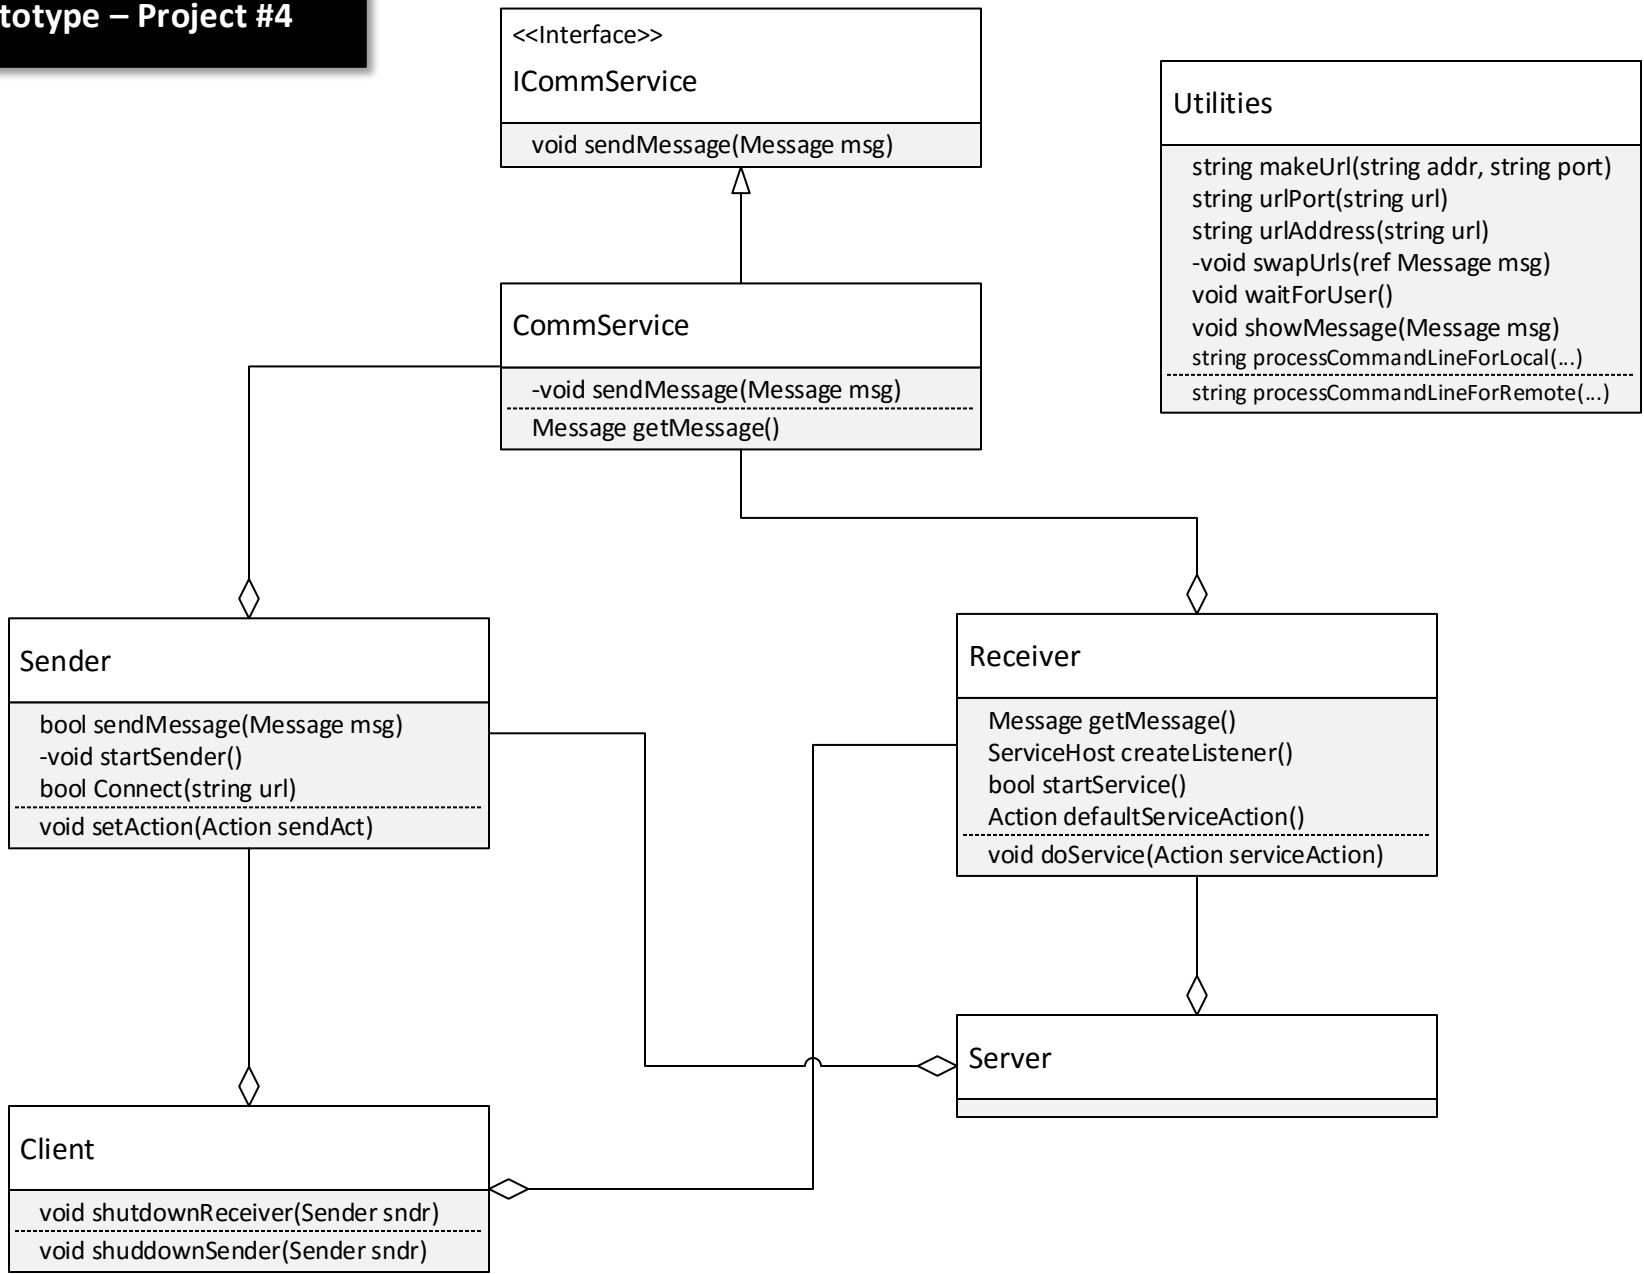 totype – Project #4
<<Interface>>
ICommService
void sendMessage(Message msg)
Utilities
string makeUrl(string addr, string port)
string urlPort(string url)
string urlAddress(string url)
-void swapUrls(ref Message msg)
void waitForUser()
void showMessage(Message msg)
string processCommandLineForLocal(...)
string processCommandLineForRemote(...)
CommService
-void sendMessage(Message msg)
Message getMessage()
Sender
bool sendMessage(Message msg)
-void startSender()
bool Connect(string url)
void setAction(Action sendAct)
Receiver
Message getMessage()
ServiceHost createListener()
bool startService()
Action defaultServiceAction()
void doService(Action serviceAction)
Server
Client
void shutdownReceiver(Sender sndr)
void shuddownSender(Sender sndr)